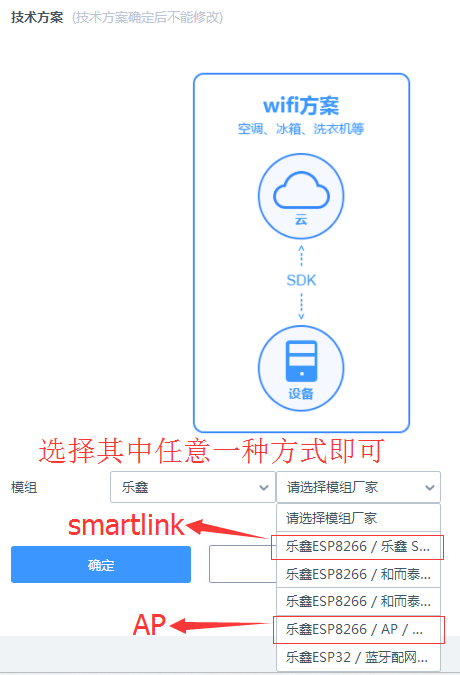 技术方案 (技术方案确定后不能修改)
wifi方案
空调、冰箱、洗衣机等
云
SDK
设备
选择其中任意一种方式即可
模组 乐鑫 请选择模组厂家
请选择模组厂家
smartlink 乐鑫ESP8266 / 乐鑫 S...
确定 乐鑫ESP8266 / 和而泰...
乐鑫ESP8266 / 和而泰...
AP 乐鑫ESP8266 / AP / ...
乐鑫ESP32 / 蓝牙配网...